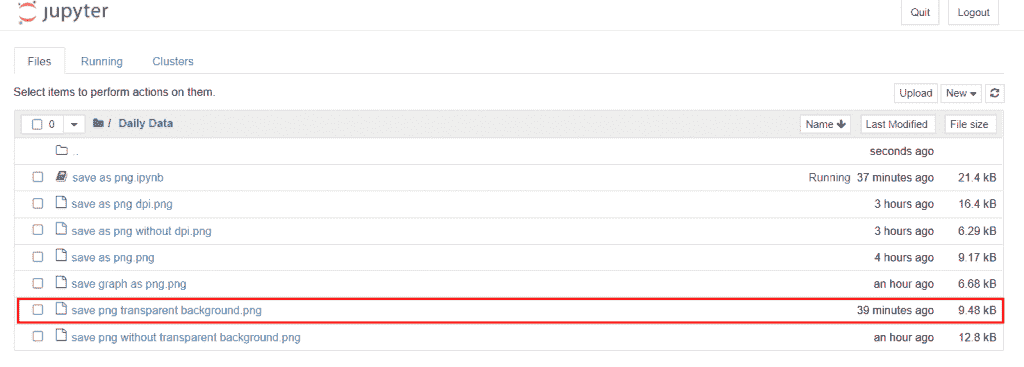 jupyter Quit Logout
Files Running Clusters
Select items to perform actions on them. Upload New
0 / Daily Data Name Last Modified File size
.. seconds ago
save as png.ipynb Running 37 minutes ago 21.4 kB
save as png dpi.png 3 hours ago 16.4 kB
save as png without dpi.png 3 hours ago 6.29 kB
save as png.png 4 hours ago 9.17 kB
save graph as png.png an hour ago 6.68 kB
save png transparent background.png 39 minutes ago 9.48 kB
save png without transparent background.png an hour ago 12.8 kB